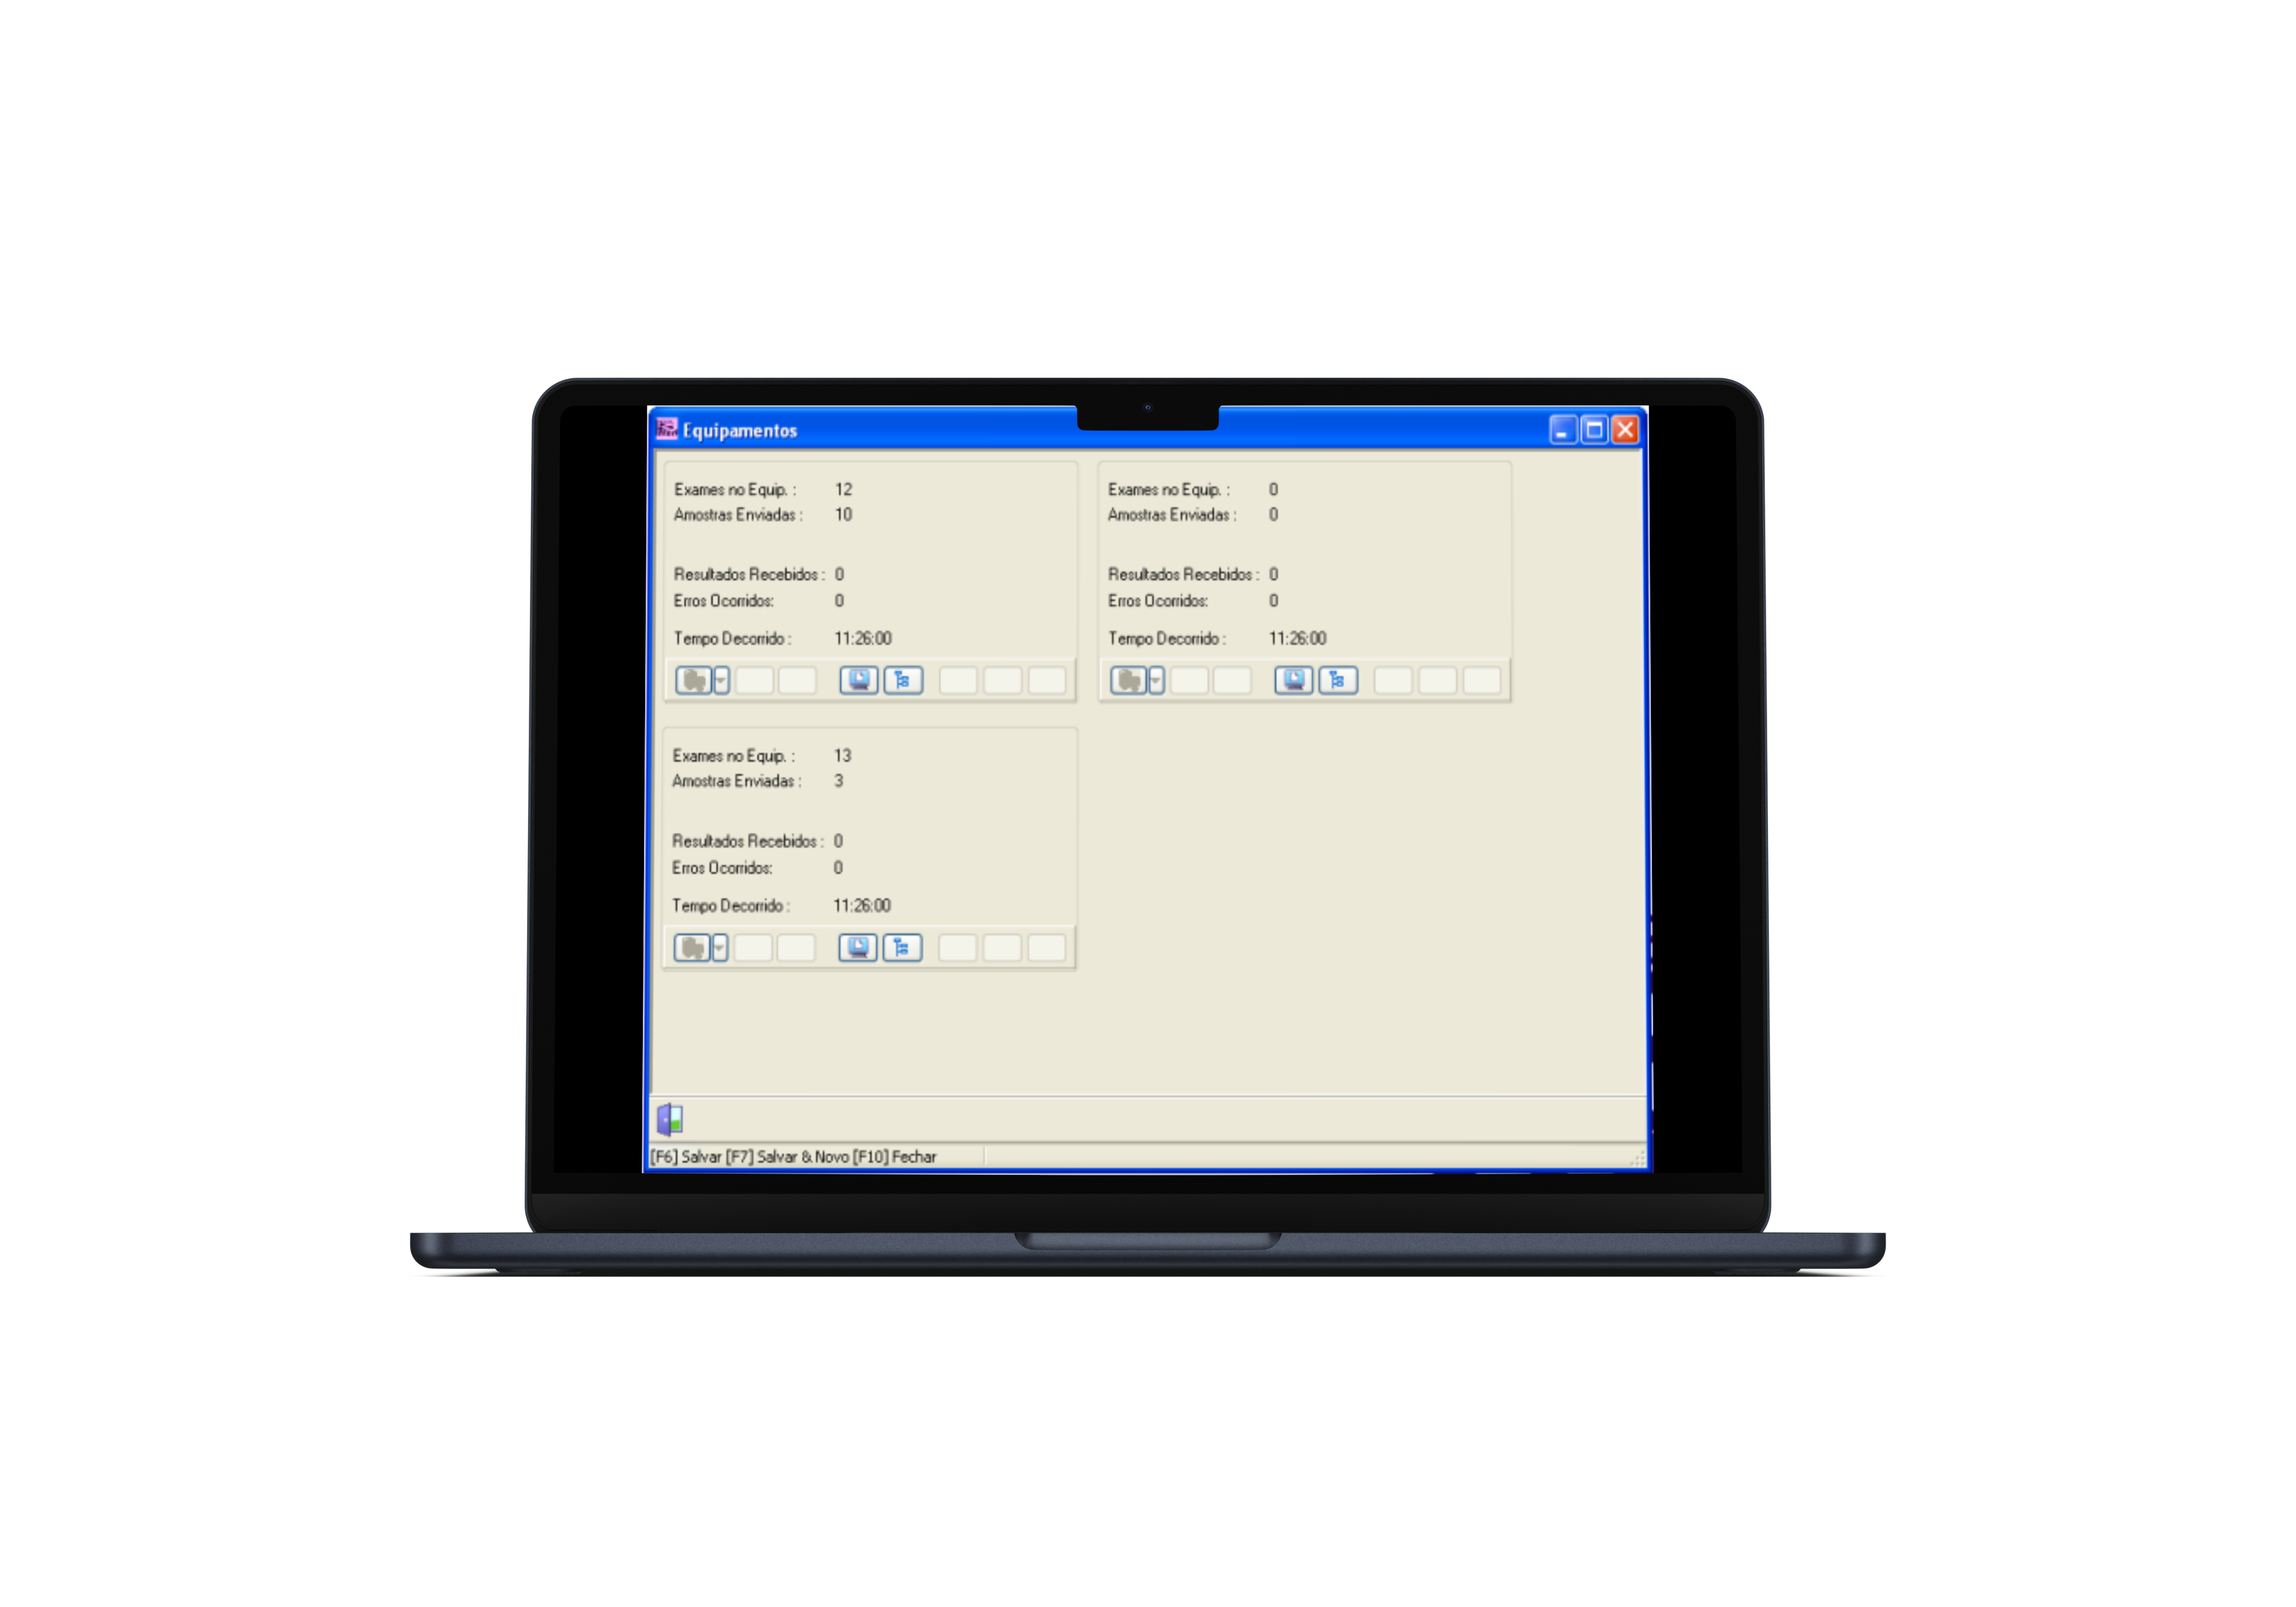 Equipamentos
Exames no Equip. : 12
Amostras Enviadas : 10
Resultados Recebidos : 0
Erros Ocorridos: 0
Tempo Decorrido : 11:26:00
Exames no Equip. : 0
Amostras Enviadas : 0
Resultados Recebidos : 0
Erros Ocorridos: 0
Tempo Decorrido : 11:26:00
Exames no Equip. : 13
Amostras Enviadas : 3
Resultados Recebidos : 0
Erros Ocorridos: 0
Tempo Decorrido : 11:26:00
[F6] Salvar [F7] Salvar & Novo [F10] Fechar